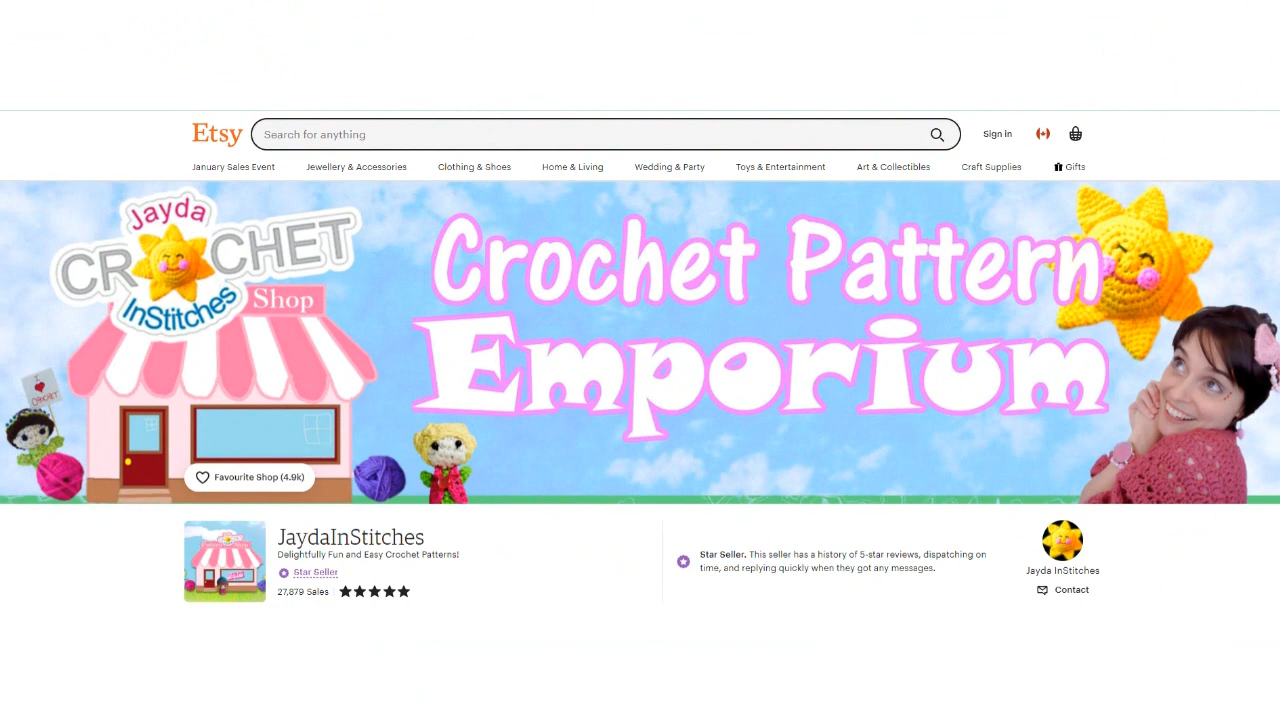 Etsy
Search for anything
Sign in
January Sales Event
Jewellery & Accessories
Clothing & Shoes
Home & Living
Wedding & Party
Toys & Entertainment
Art & Collectibles
Craft Supplies
Gifts
Jayda
CROCHET
InStitches
Shop
I
CROCHET
Crochet Pattern
Emporium
Favourite Shop (4.9k)
JaydaInStitches
Delightfully Fun and Easy Crochet Patterns!
Star Seller
27,879 Sales
Star Seller. This seller has a history of 5-star reviews, dispatching on
time, and replying quickly when they got any messages.
Jayda InStitches
Contact